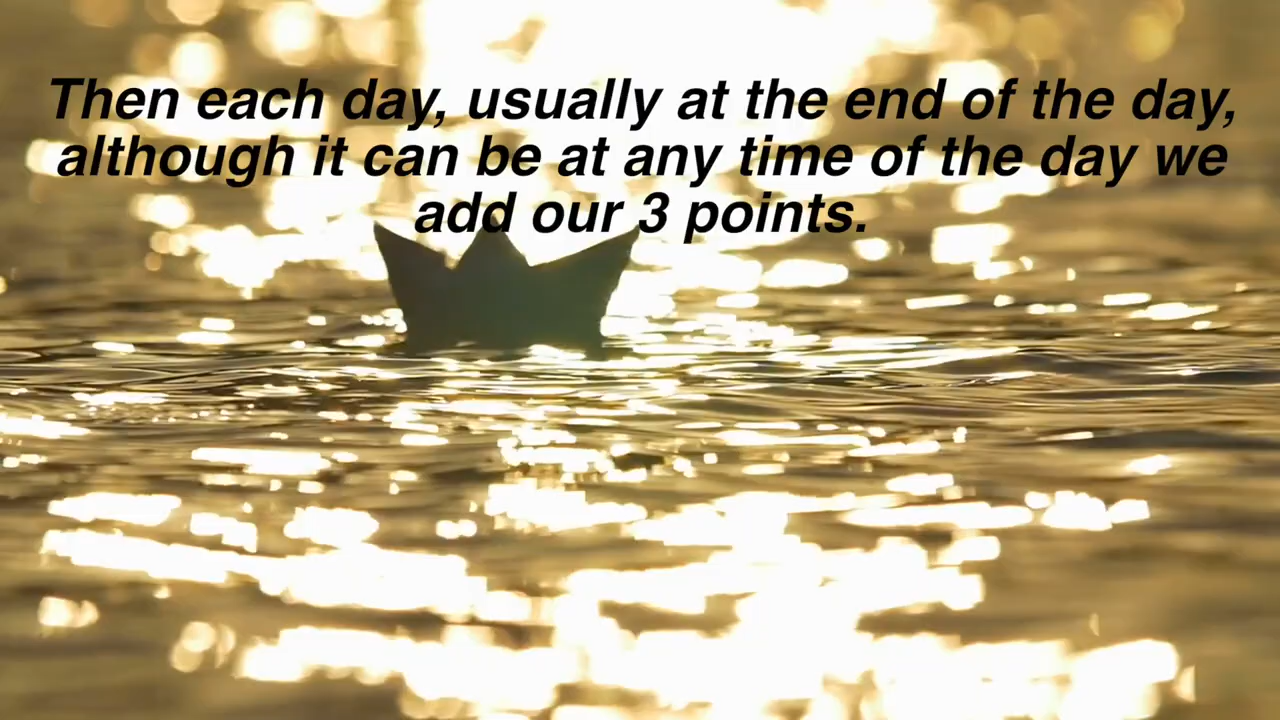 Then each day, usually at the end of the day,
although it can be at any time of the day we
add our 3 points.